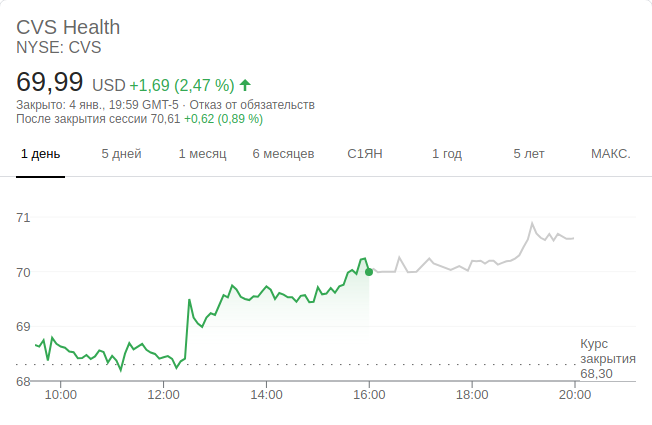 CVS Health
NYSE: CVS
69,99 USD +1,69 (2,47 %)
Закрыто: 4 янв., 19:59 GMT-5 · Отказ от обязательств
После закрытия сессии 70,61 +0,62 (0,89 %)
1 день 5 дней 1 месяц 6 месяцев С1ЯН 1 год 5 лет МАКС.
71
70
69
Курс
закрытия
68,30
68
10:00 12:00 14:00 16:00 18:00 20:00